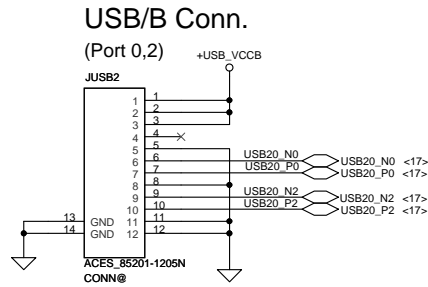 USB/B Conn.
(Port 0,2)
+USB_VCCB
JUSB2
1 1
2 2
3 3
4 4
5 5
6 6 USB20_N0 USB20_N0 <17>
7 7 USB20_P0 USB20_P0 <17>
8 8
9 9 USB20_N2 USB20_N2 <17>
10 10 USB20_P2 USB20_P2 <17>
13 GND 11 11
14 GND 12 12
ACES_85201-1205N
CONN@